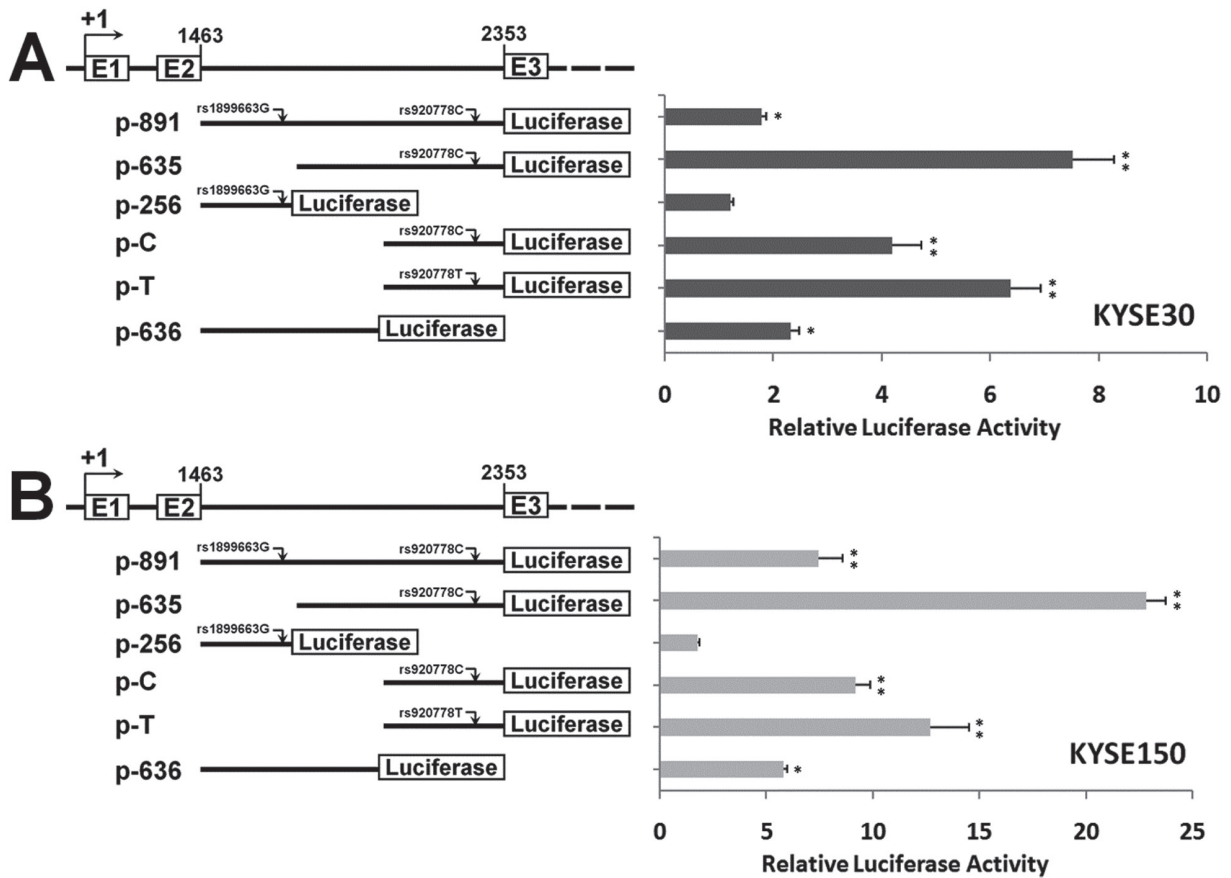 A
+1
1463
2353
E1
E2
E3
p-891
rs1899663G
rs920778C
Luciferase
*
p-635
rs920778C
Luciferase
**
p-256
rs1899663G
Luciferase
p-C
rs920778C
Luciferase
**
p-T
rs920778T
Luciferase
**
p-636
Luciferase
*
KYSE30
0 2 4 6 8 10
Relative Luciferase Activity
B
+1
1463
2353
E1
E2
E3
p-891
rs1899663G
rs920778C
Luciferase
**
p-635
rs920778C
Luciferase
**
p-256
rs1899663G
Luciferase
p-C
rs920778C
Luciferase
**
p-T
rs920778T
Luciferase
**
p-636
Luciferase
*
KYSE150
0 5 10 15 20 25
Relative Luciferase Activity